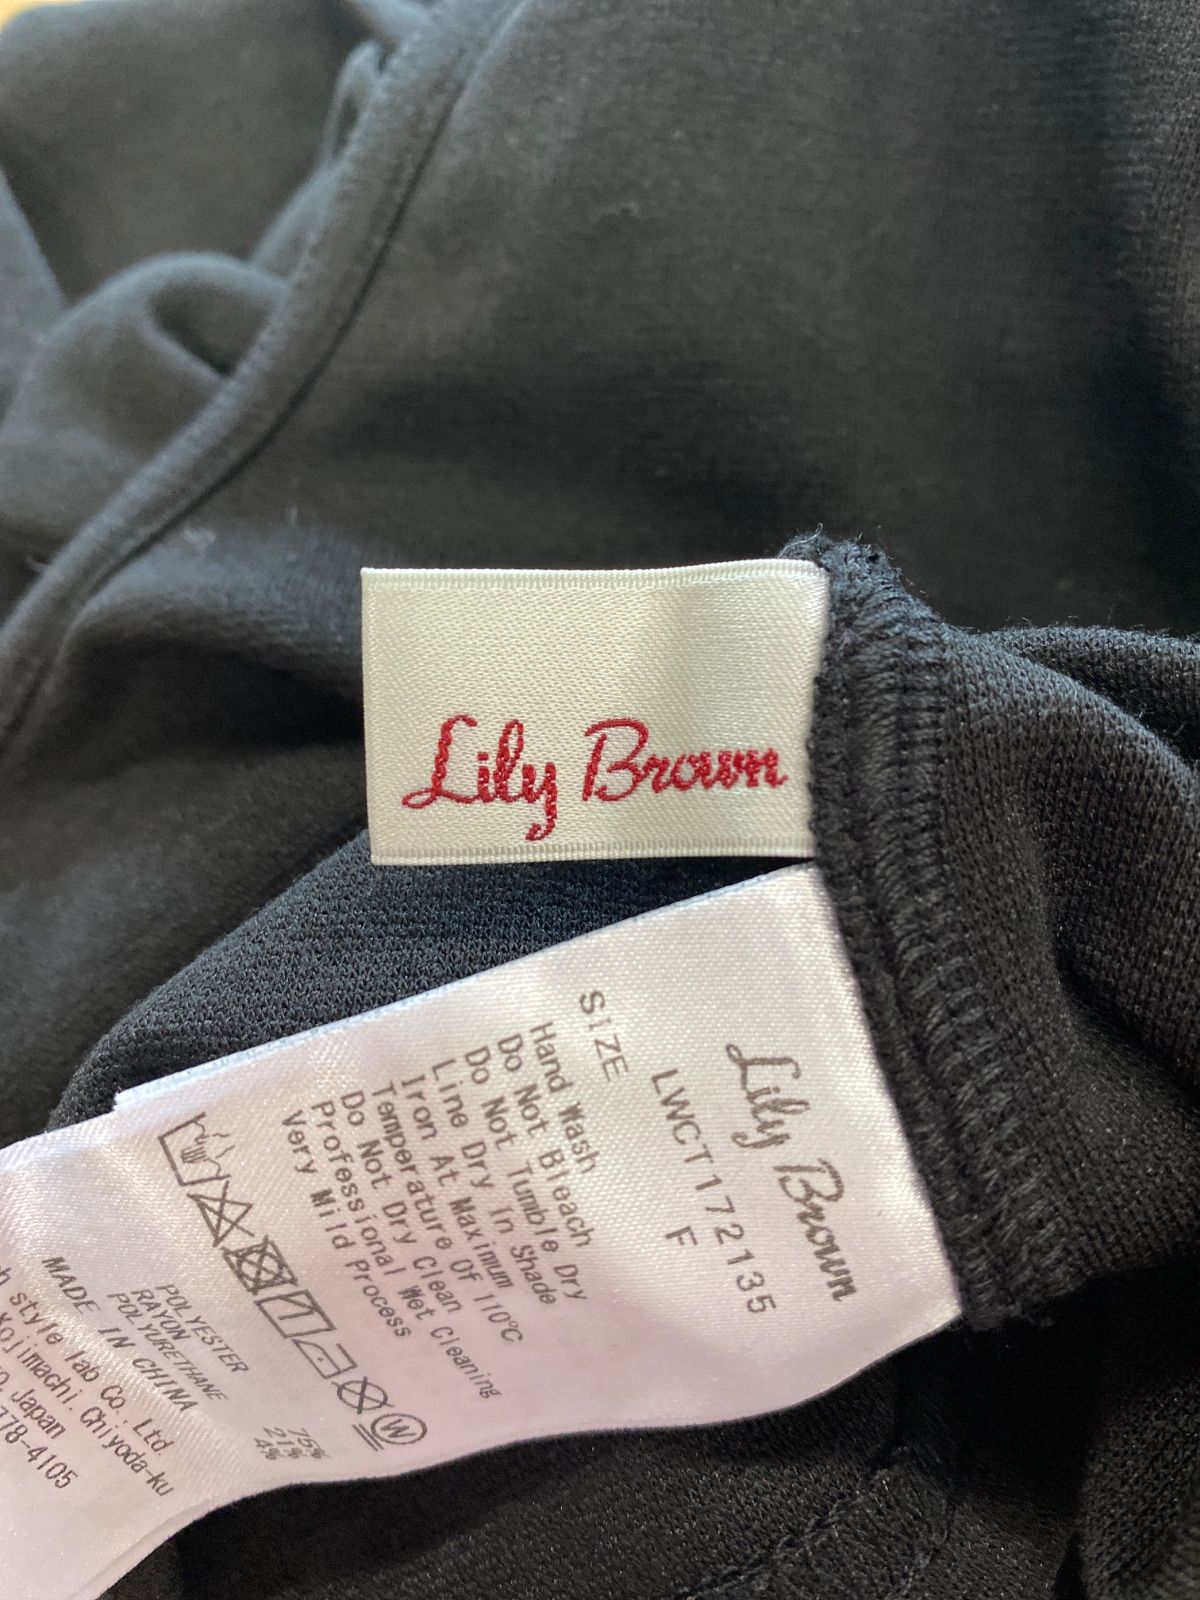 Lily Brown
Lily Brown
LWCT172135
SIZE F
Hand Wash
Do Not Bleach
Do Not Tumble Dry
Line Dry In Shade
Iron At Maximum
Temperature Of 110℃
Do Not Dry Clean
Professional Wet Cleaning
Very Mild Process
W
POLYESTER 75%
RAYON 21%
POLYURETHANE 4%
MADE IN CHINA
style lab Co., Ltd.
Kojimachi, Chiyoda-ku
Japan
778-4105